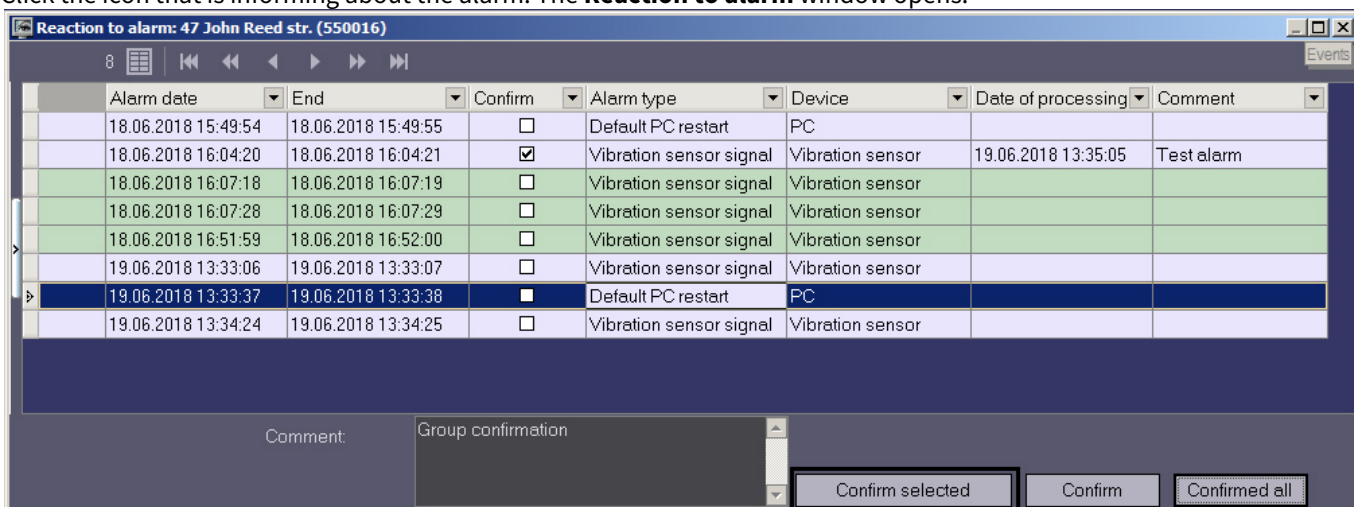 Click the icon that is informing about the alarm. The Reaction to alarm window opens.
Reaction to alarm: 47 John Reed str. (550016)
8
Events
Alarm date End Confirm Alarm type Device Date of processing Comment
18.06.2018 15:49:54 18.06.2018 15:49:55 Default PC restart PC
18.06.2018 16:04:20 18.06.2018 16:04:21 Vibration sensor signal Vibration sensor 19.06.2018 13:35:05 Test alarm
18.06.2018 16:07:18 18.06.2018 16:07:19 Vibration sensor signal Vibration sensor
18.06.2018 16:07:28 18.06.2018 16:07:29 Vibration sensor signal Vibration sensor
18.06.2018 16:51:59 18.06.2018 16:52:00 Vibration sensor signal Vibration sensor
19.06.2018 13:33:06 19.06.2018 13:33:07 Vibration sensor signal Vibration sensor
19.06.2018 13:33:37 19.06.2018 13:33:38 Default PC restart PC
19.06.2018 13:34:24 19.06.2018 13:34:25 Vibration sensor signal Vibration sensor
Comment: Group confirmation
Confirm selected Confirm Confirmed all